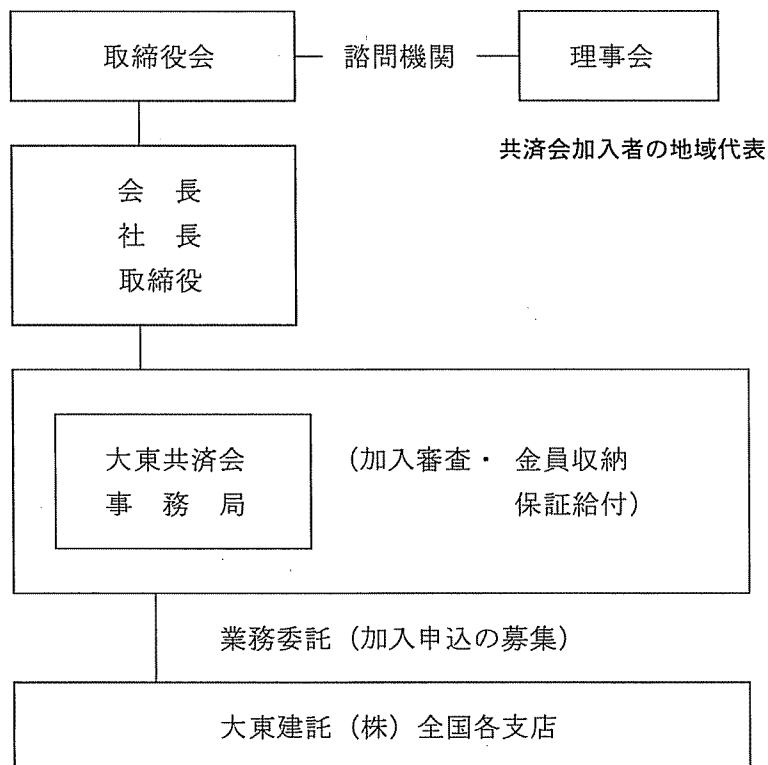 取締役会 諮問機関 理事会
共済会加入者の地域代表
会 長
社 長
取締役
大東共済会 (加入審査・ 金員収納
事 務 局 保証給付)
業務委託 (加入申込の募集)
大東建託 (株) 全国各支店